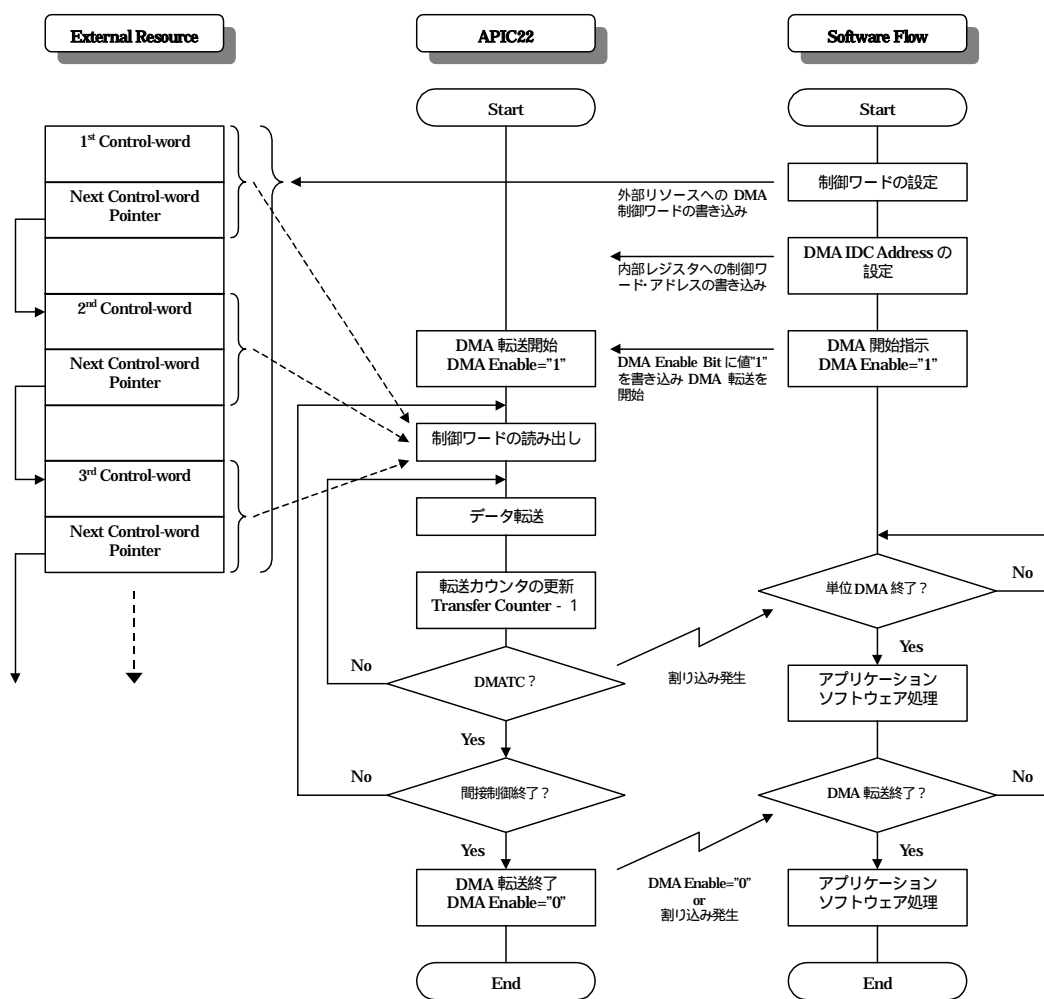 External Resource
APIC22
Software Flow
1st Control-word
Next Control-word
Pointer
2nd Control-word
Next Control-word
Pointer
3rd Control-word
Next Control-word
Pointer
Start
DMA 転送開始
DMA Enable="1"
制御ワードの読み出し
データ転送
転送カウンタの更新
Transfer Counter - 1
No
DMATC？
Yes
No
間接制御終了？
Yes
DMA 転送終了
DMA Enable="0"
End
外部リソースへの DMA
制御ワードの書き込み
内部レジスタへの制御ワ
ード・アドレスの書き込み
DMA Enable Bit に値"1"
を書き込み DMA 転送を
開始
割り込み発生
DMA Enable="0"
or
割り込み発生
Start
制御ワードの設定
DMA IDC Address の
設定
DMA 開始指示
DMA Enable="1"
単位 DMA 終了？
No
Yes
アプリケーション
ソフトウェア処理
DMA 転送終了？
No
Yes
アプリケーション
ソフトウェア処理
End